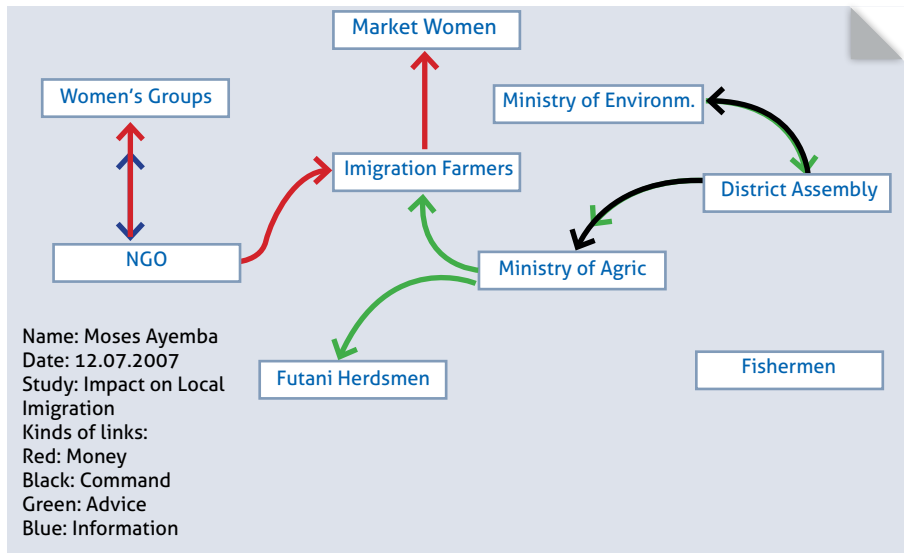 Market Women
Women's Groups
Ministry of Environm.
Imigration Farmers
District Assembly
NGO
Ministry of Agric
Futani Herdsmen
Fishermen
Name: Moses Ayemba
Date: 12.07.2007
Study: Impact on Local
Imigration
Kinds of links:
Red: Money
Black: Command
Green: Advice
Blue: Information